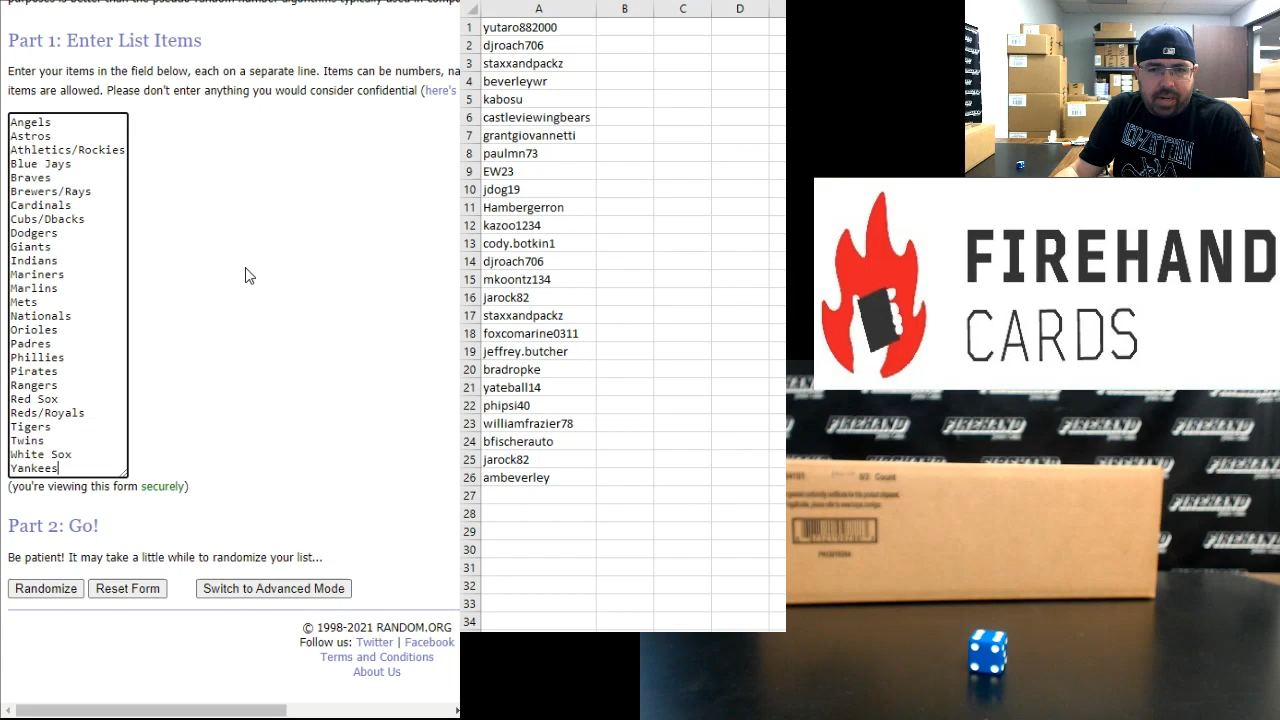 Part 1: Enter List Items
Enter your items in the field below, each on a separate line. Items can be numbers, na
items are allowed. Please don't enter anything you would consider confidential (here's
Angels
Astros
Athletics/Rockies
Blue Jays
Braves
Brewers/Rays
Cardinals
Cubs/Dbacks
Dodgers
Giants
Indians
Mariners
Marlins
Mets
Nationals
Orioles
Padres
Phillies
Pirates
Rangers
Red Sox
Reds/Royals
Tigers
Twins
White Sox
Yankees
(you're viewing this form securely)
Part 2: Go!
Be patient! It may take a little while to randomize your list...
Randomize Reset Form Switch to Advanced Mode
© 1998-2021 RANDOM.ORG
Follow us: Twitter | Facebook
Terms and Conditions
About Us
A B C D
1 yutaro882000
2 djroach706
3 staxxandpackz
4 beverleywr
5 kabosu
6 castleviewingbears
7 grantgiovannetti
8 paulmn73
9 EW23
10 jdog19
11 Hambergerron
12 kazoo1234
13 cody.botkin1
14 djroach706
15 mkoontz134
16 jarock82
17 staxxandpackz
18 foxcomarine0311
19 jeffrey.butcher
20 bradropke
21 yateball14
22 phipsi40
23 williamfrazier78
24 bfischerauto
25 jarock82
26 ambeverley
27
28
29
30
31
32
33
34
LED-ZEPPELIN
FIREHAND
CARDS
FIREHAND
FIREHAND
FIREHAND
FIREHAND
FIREHAND
Count